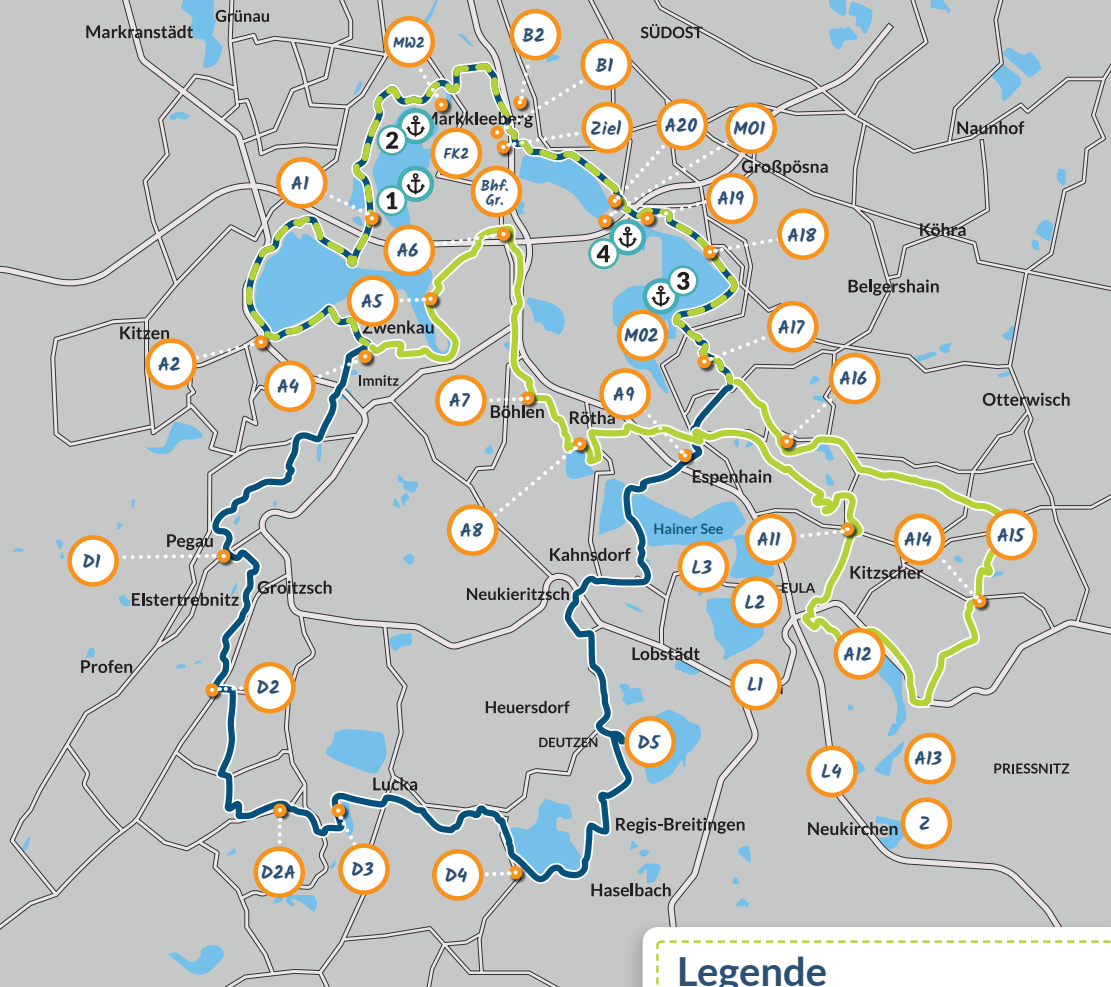 Grünau
Markranstädt
MW2
B2
SÜDOST
B1
Markkleeberg
Ziel
A20
M01
Naunhof
2
FK2
Großpösna
A1
1
Bhf.
Gr.
A19
A6
4
A18
Köhra
3
A5
Belgershain
Kitzen
Zwenkau
M02
A17
A2
A4
Imnitz
A16
A7
A9
Böhlen
Rötha
Otterwisch
Espenhain
A8
Hainer See
Pegau
A11
A14
A15
D1
Kahnsdorf
L3
Kitzscher
Groitzsch
Neukieritzsch
EULA
Elstertrebnitz
L2
Lobstädt
A12
Profen
D2
L1
Heuersdorf
DEUTZEN
D5
A13
L4
PRIESSNITZ
Lucka
Regis-Breitingen
Neukirchen
Z
D2A
D3
D4
Haselbach
Legende